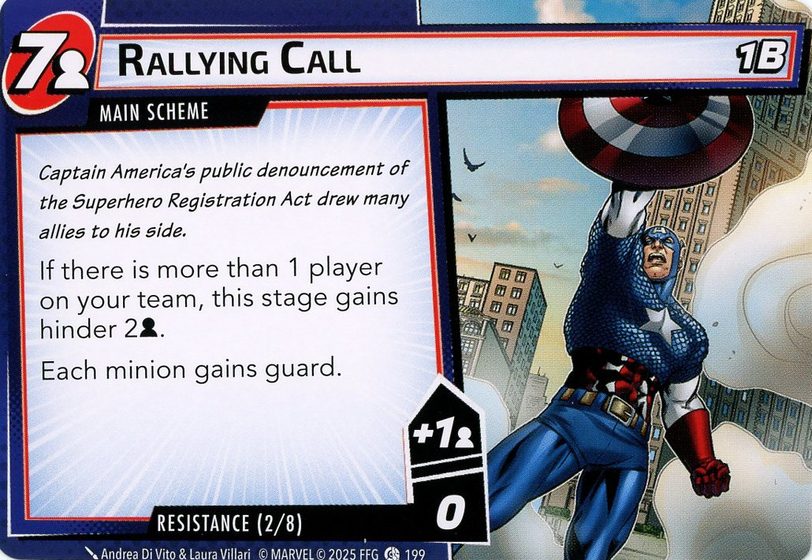 7
RALLYING CALL
1B
MAIN SCHEME
Captain America's public denouncement of
the Superhero Registration Act drew many
allies to his side.
If there is more than 1 player
on your team, this stage gains
hinder 2.
Each minion gains guard.
+1
0
RESISTANCE (2/8)
Andrea Di Vito & Laura Villari © MARVEL © 2025 FFG 199